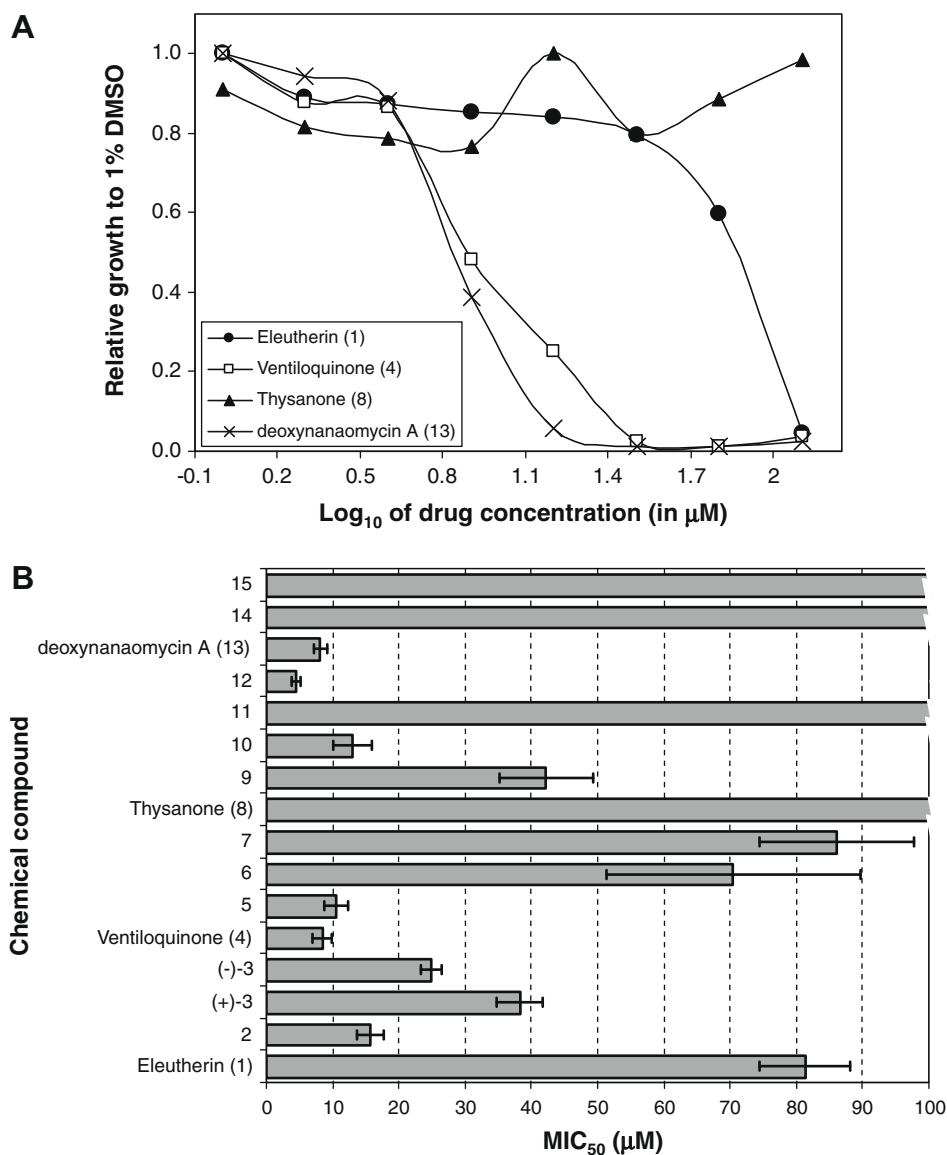 A
Relative growth to 1% DMSO
1.0
0.8
0.6
0.4
0.2
0.0
Eleutherin (1)
Ventiloquinone (4)
Thysanone (8)
deoxynanaomycin A (13)
-0.1
0.2
0.5
0.8
1.1
1.4
1.7
2
Log10 of drug concentration (in μM)
B
Chemical compound
15
14
deoxynanaomycin A (13)
12
11
10
9
Thysanone (8)
7
6
5
Ventiloquinone (4)
(-)-3
(+)-3
2
Eleutherin (1)
0
10
20
30
40
50
60
70
80
90
100
MIC50 (μM)